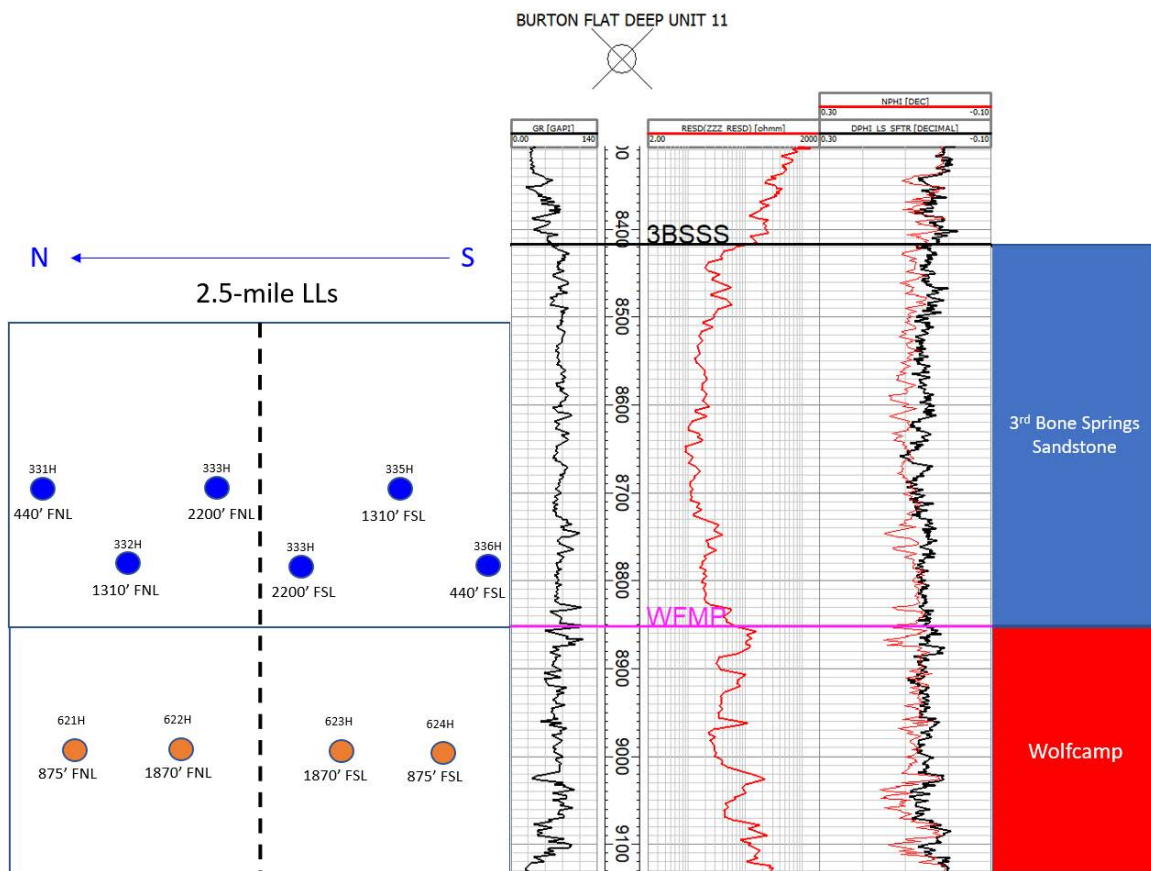 BURTON FLAT DEEP UNIT 11
NPHI [DEC]
0.30 -0.10
GR [GAPI]
0.00 140
RESD(ZZZ_RESD) [ohmm]
2.00 2000
DPHI_LS_SFTR [DECIMAL]
0.30 -0.10
3BSSS
8400
N
S
2.5-mile LLs
8500
8600
3rd Bone Springs
Sandstone
331H
333H
335H
440’ FNL
2200’ FNL
1310’ FSL
8700
332H
333H
336H
1310’ FNL
2200’ FSL
440’ FSL
8800
WFMP
8900
621H
622H
623H
624H
875’ FNL
1870’ FNL
1870’ FSL
875’ FSL
Wolfcamp
9000
9100